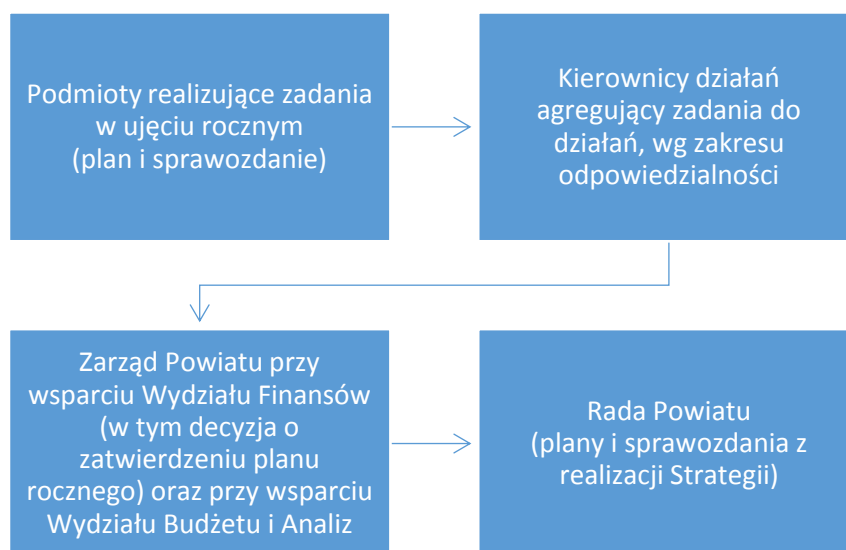 Podmioty realizujące zadania
w ujęciu rocznym
(plan i sprawozdanie)
Kierownicy działań
agregujący zadania do
działań, wg zakresu
odpowiedzialności
Zarząd Powiatu przy
wsparciu Wydziału Finansów
(w tym decyzja o
zatwierdzeniu planu
rocznego) oraz przy wsparciu
Wydziału Budżetu i Analiz
Rada Powiatu
(plany i sprawozdania z
realizacji Strategii)